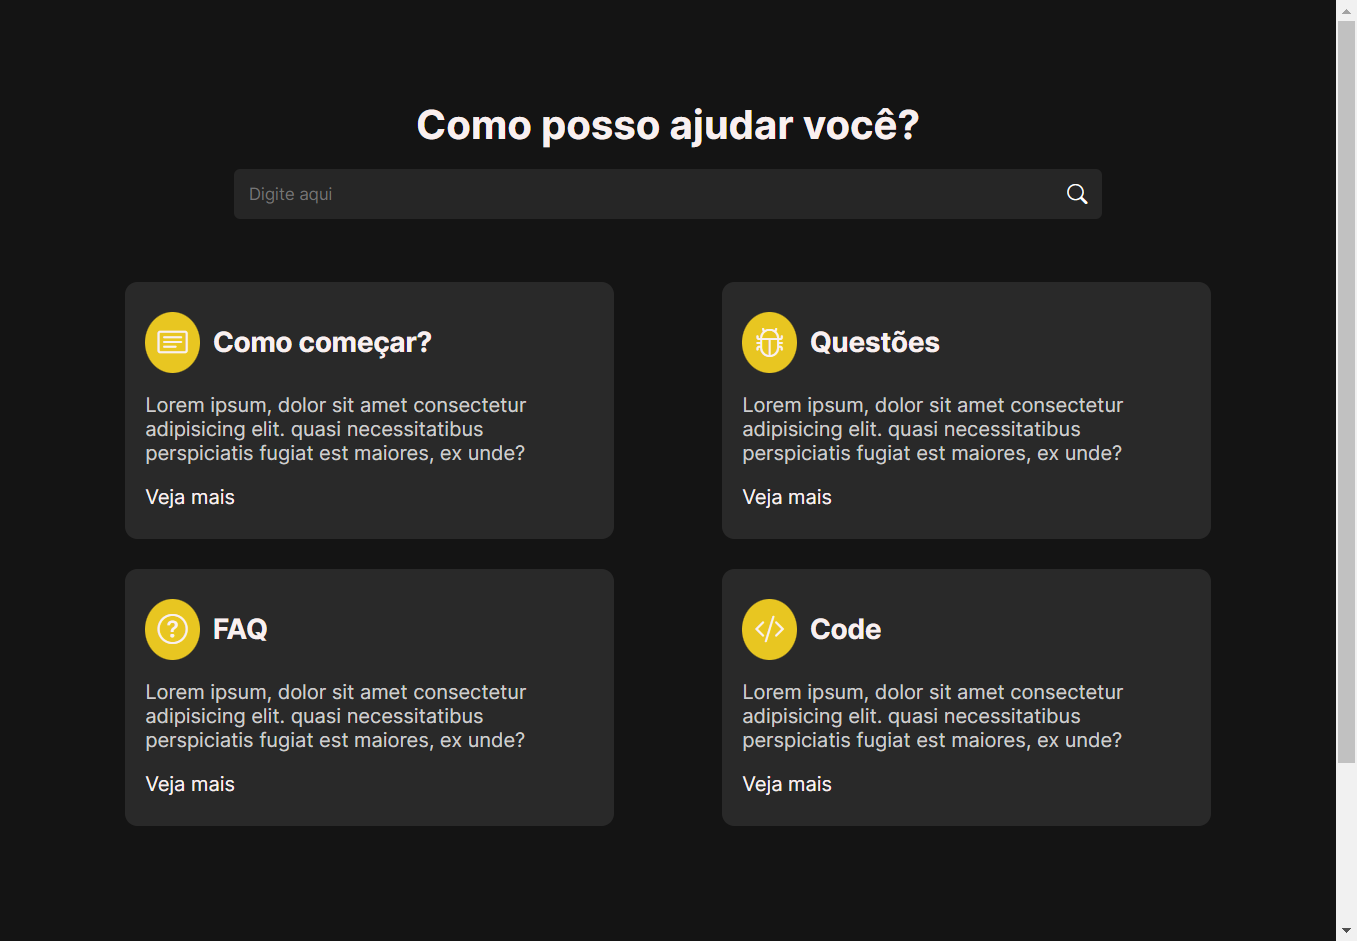 Como posso ajudar você?
Digite aqui
Como começar?
Lorem ipsum, dolor sit amet consectetur
adipisicing elit. quasi necessitatibus
perspiciatis fugiat est maiores, ex unde?
Veja mais
Questões
Lorem ipsum, dolor sit amet consectetur
adipisicing elit. quasi necessitatibus
perspiciatis fugiat est maiores, ex unde?
Veja mais
FAQ
Lorem ipsum, dolor sit amet consectetur
adipisicing elit. quasi necessitatibus
perspiciatis fugiat est maiores, ex unde?
Veja mais
Code
Lorem ipsum, dolor sit amet consectetur
adipisicing elit. quasi necessitatibus
perspiciatis fugiat est maiores, ex unde?
Veja mais